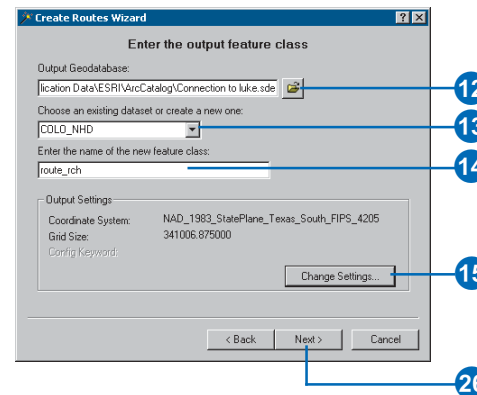 Create Routes Wizard
Enter the output feature class
Output Geodatabase:
lication Data\ESRI\ArcCatalog\Connection to luke.sde
12
Choose an existing dataset or create a new one:
COLO_NHD
13
Enter the name of the new feature class:
route_rch
14
Output Settings
Coordinate System: NAD_1983_StatePlane_Texas_South_FIPS_4205
Grid Size: 341006.875000
Config Keyword:
Change Settings...
15
< Back Next > Cancel
26